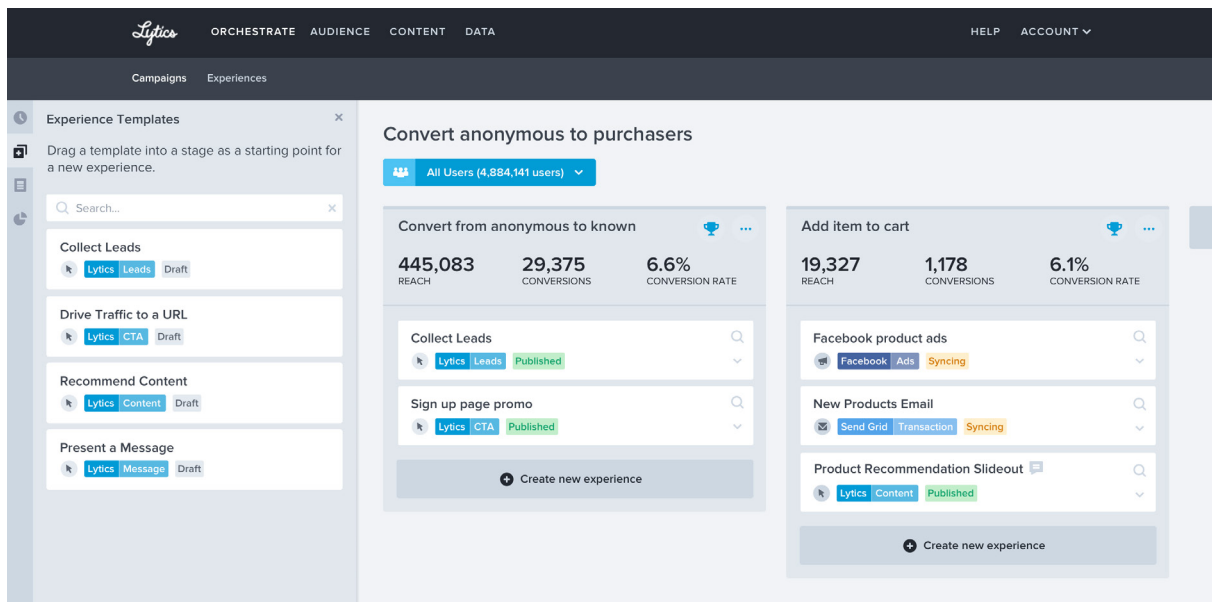 Lytics ORCHESTRATE AUDIENCE CONTENT DATA HELP ACCOUNT
Campaigns Experiences
Experience Templates
Drag a template into a stage as a starting point for
a new experience.
Search...
Collect Leads
Lytics Leads Draft
Drive Traffic to a URL
Lytics CTA Draft
Recommend Content
Lytics Content Draft
Present a Message
Lytics Message Draft
Convert anonymous to purchasers
All Users (4,884,141 users)
Convert from anonymous to known
445,083 29,375 6.6%
REACH CONVERSIONS CONVERSION RATE
Collect Leads
Lytics Leads Published
Sign up page promo
Lytics CTA Published
Create new experience
Add item to cart
19,327 1,178 6.1%
REACH CONVERSIONS CONVERSION RATE
Facebook product ads
Facebook Ads Syncing
New Products Email
Send Grid Transaction Syncing
Product Recommendation Slideout
Lytics Content Published
Create new experience